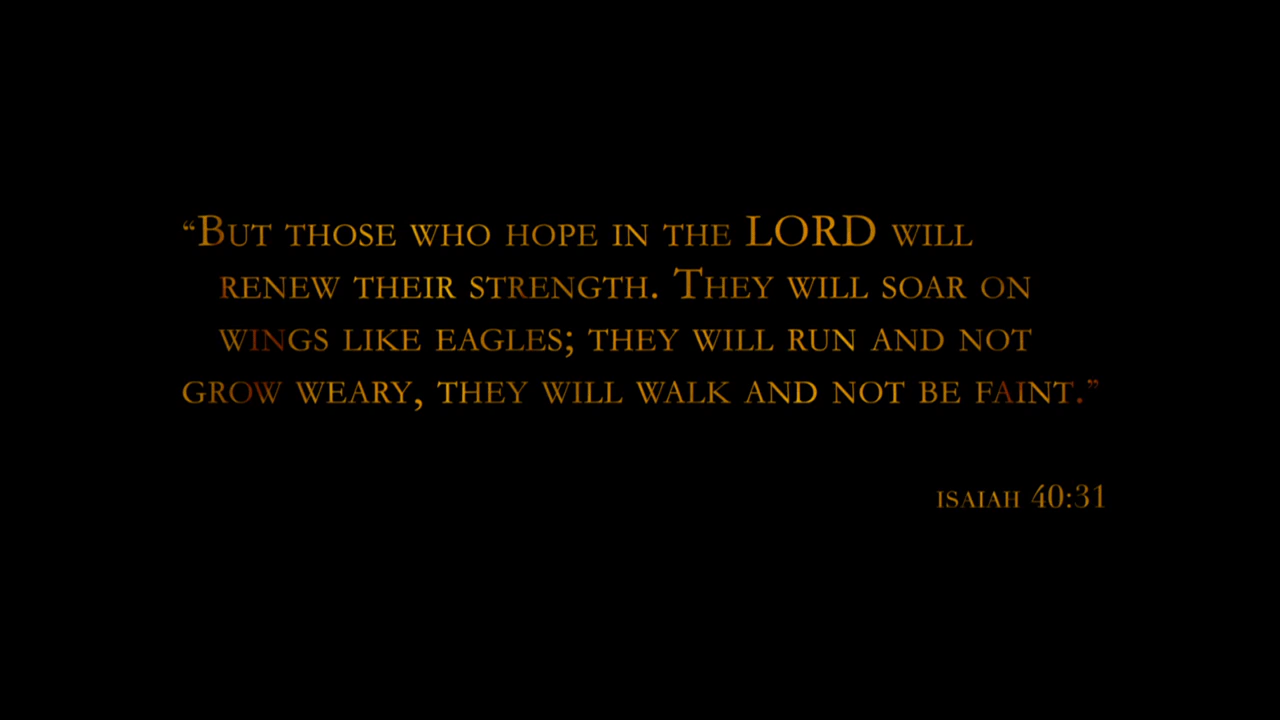 “But those who hope in the LORD will
renew their strength. They will soar on
wings like eagles; they will run and not
grow weary, they will walk and not be faint.”
Isaiah 40:31